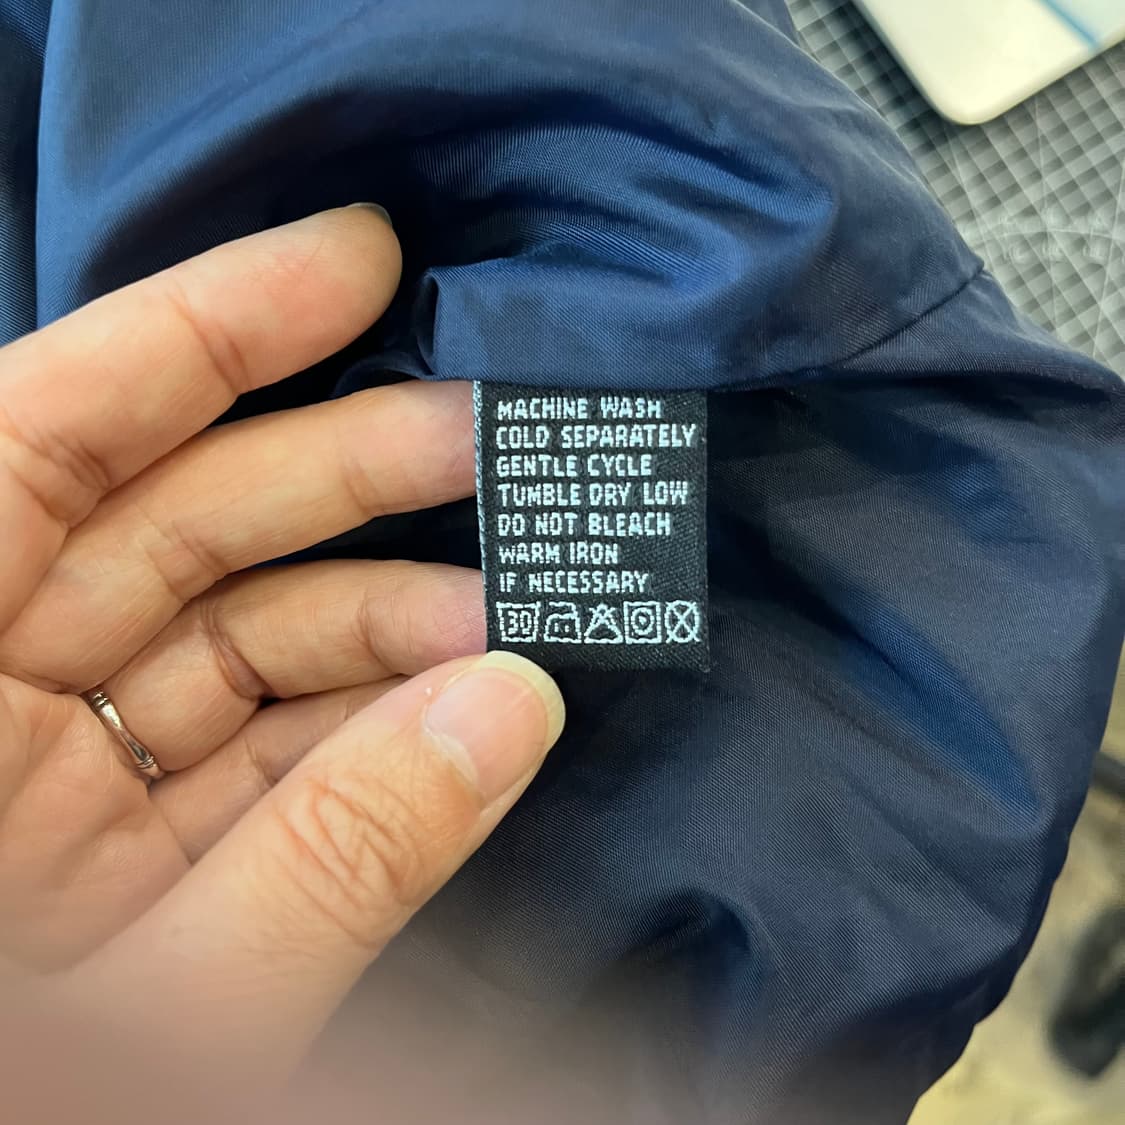 MACHINE WASH
COLD SEPARATELY
GENTLE CYCLE
TUMBLE DRY LOW
DO NOT BLEACH
WARM IRON
IF NECESSARY
30